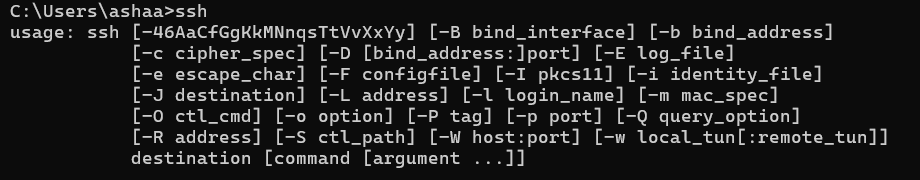 C:\Users\ashaa>ssh
usage: ssh [-46AaCfGgKkMNnqsTtVvXxYy] [-B bind_interface] [-b bind_address]
[-c cipher_spec] [-D [bind_address:]port] [-E log_file]
[-e escape_char] [-F configfile] [-I pkcs11] [-i identity_file]
[-J destination] [-L address] [-l login_name] [-m mac_spec]
[-O ctl_cmd] [-o option] [-P tag] [-p port] [-Q query_option]
[-R address] [-S ctl_path] [-W host:port] [-w local_tun[:remote_tun]]
destination [command [argument ...]]